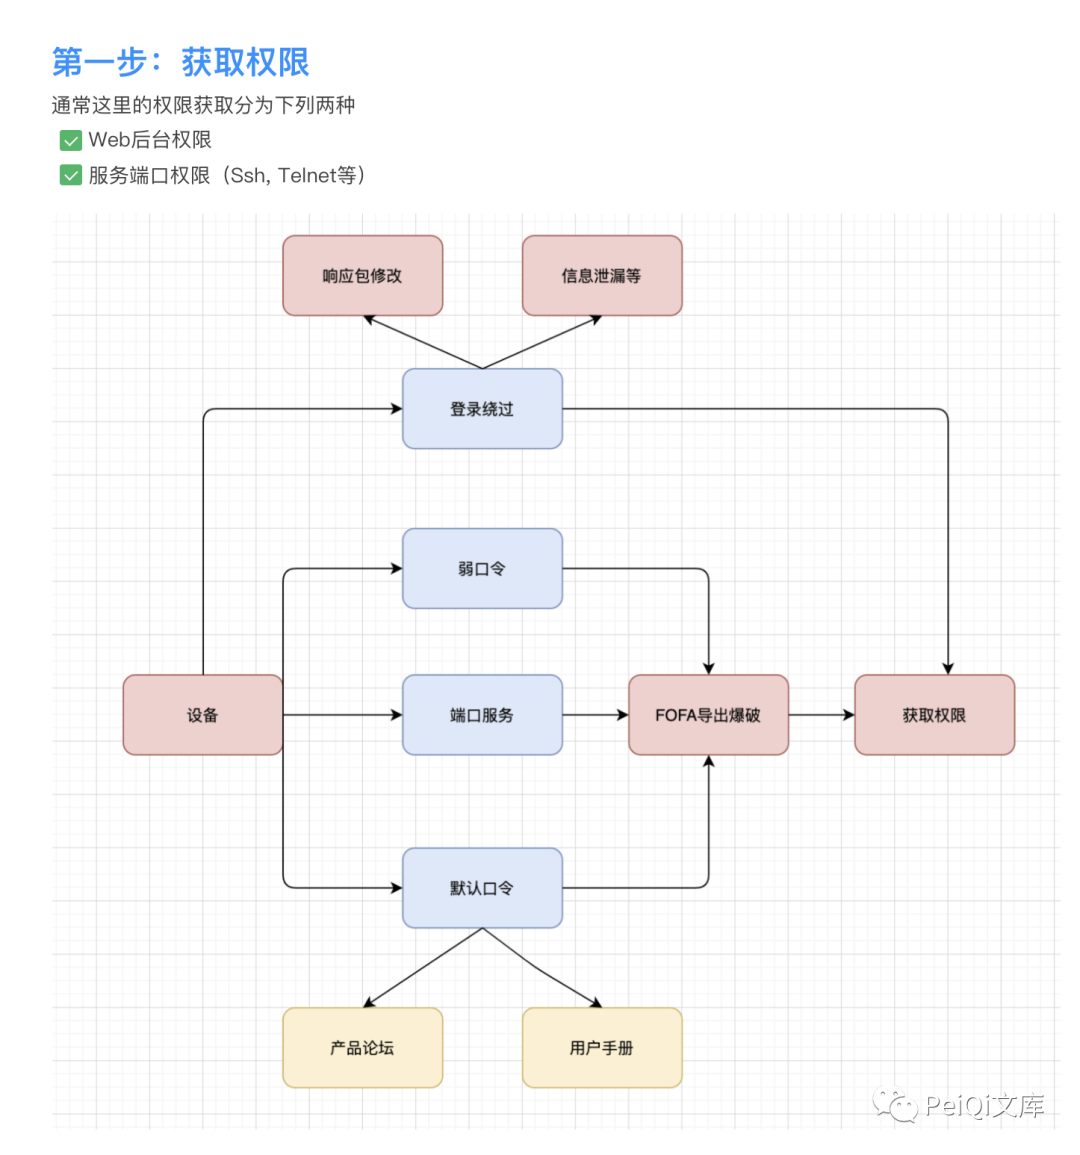 第一步：获取权限
通常这里的权限获取分为下列两种
Web后台权限
服务端口权限（Ssh, Telnet等）
响应包修改
信息泄漏等
登录绕过
弱口令
设备
端口服务
FOFA导出爆破
获取权限
默认口令
产品论坛
用户手册
PeiQi文库